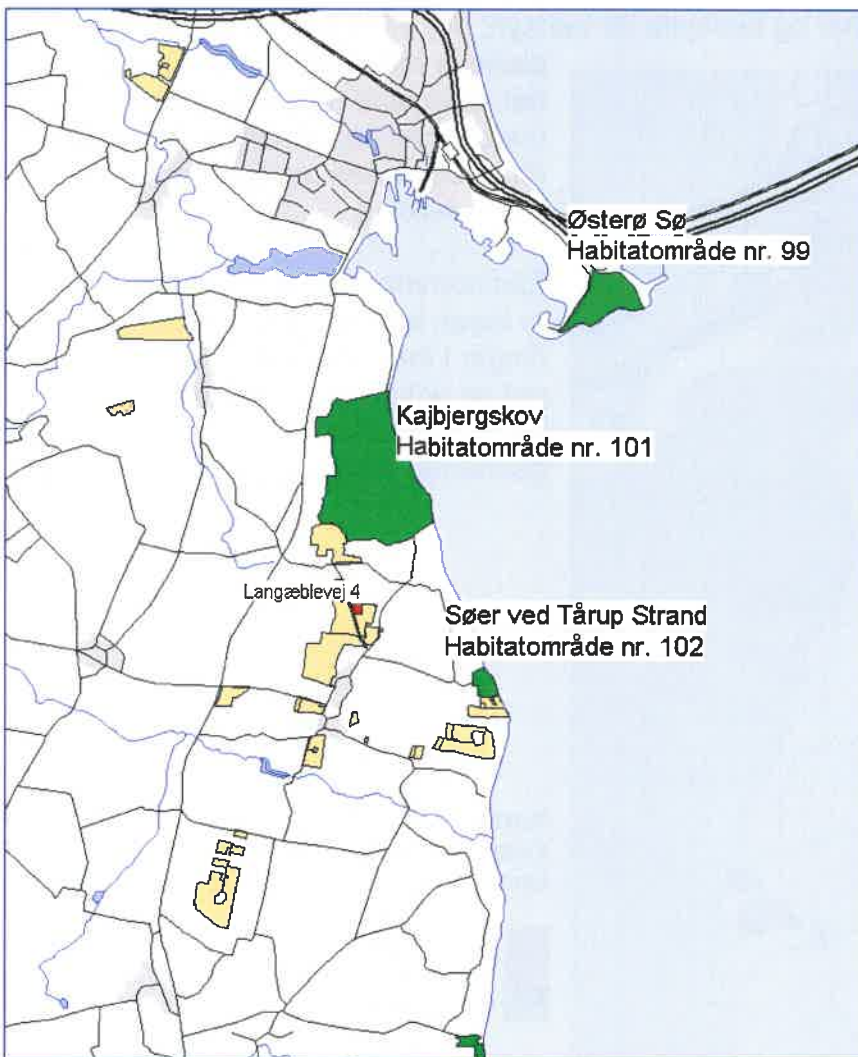 Østerø Sø
Habitatområde nr. 99
Kajbjergskov
Habitatområde nr. 101
Langæblevej 4
Søer ved Tårup Strand
Habitatområde nr. 102